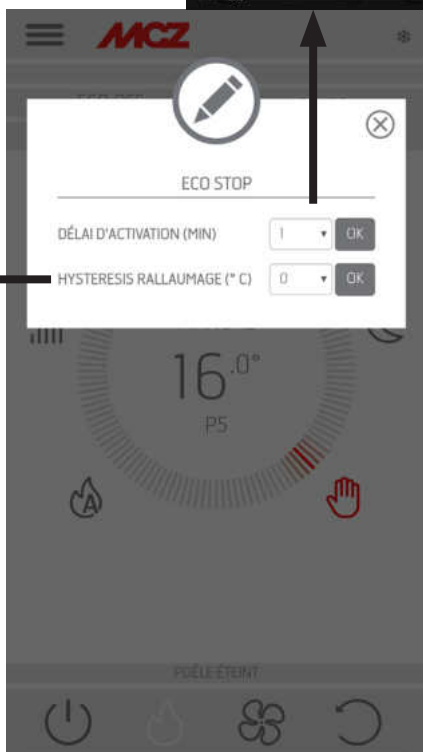 MCZ
ECO STOP
DÉLAI D'ACTIVATION (MIN)
1
OK
HYSTERESIS RALLAUMAGE (° C)
0
OK
16.0°
P5
A
POÊLE ÉTEINT